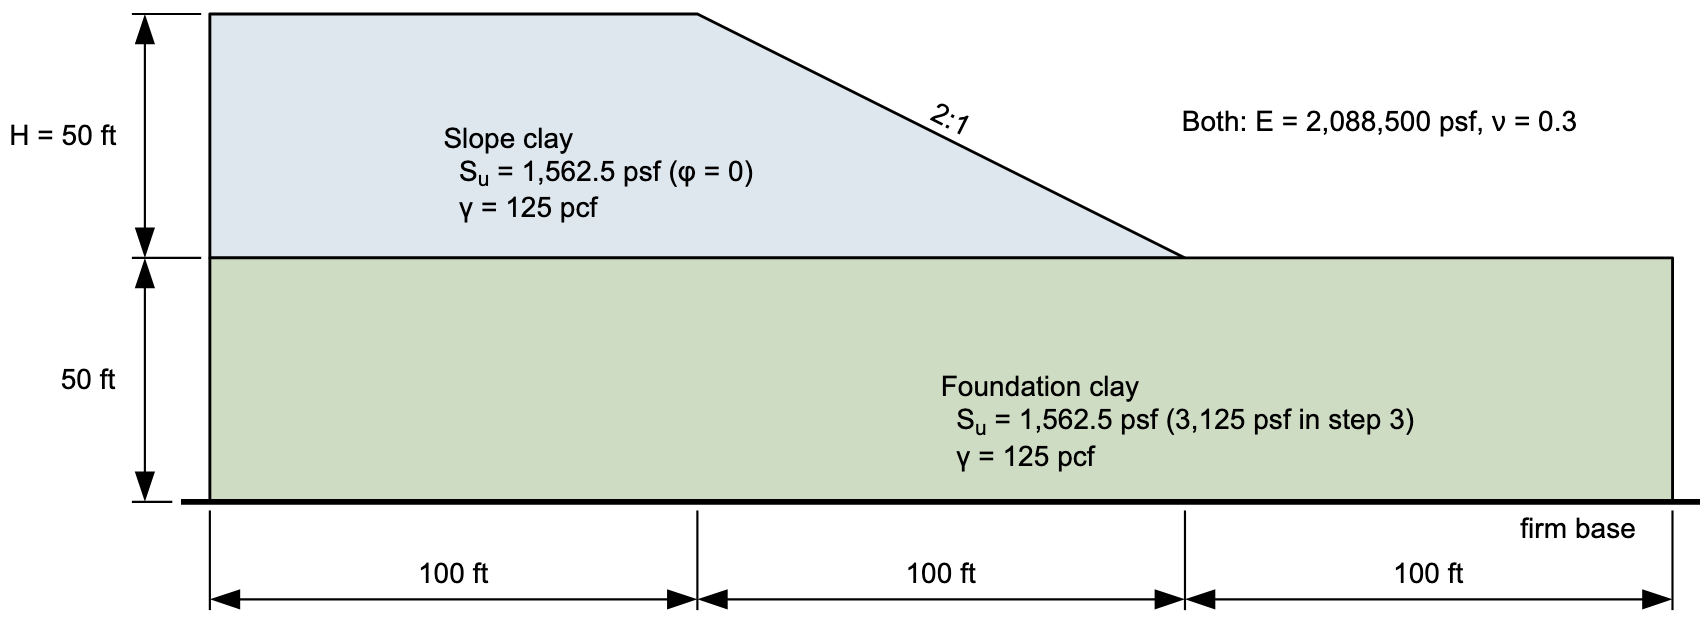 H = 50 ft
50 ft
Slope clay
Sᵤ = 1,562.5 psf (φ = 0)
γ = 125 pcf
2:1
Both: E = 2,088,500 psf, ν = 0.3
Foundation clay
Sᵤ = 1,562.5 psf (3,125 psf in step 3)
γ = 125 pcf
firm base
100 ft
100 ft
100 ft